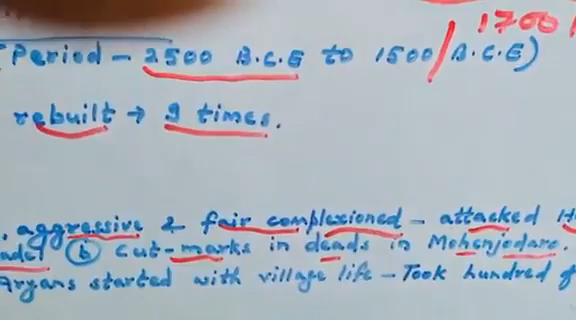 1700
(Period - 2500 B.C.E to 1500 / B.C.E)
rebuilt → 9 times.
aggressive & fair complexioned - attacked
(b) cut-marks in deads in Mohenjodaro.
Aryans started with village life - Took hundred